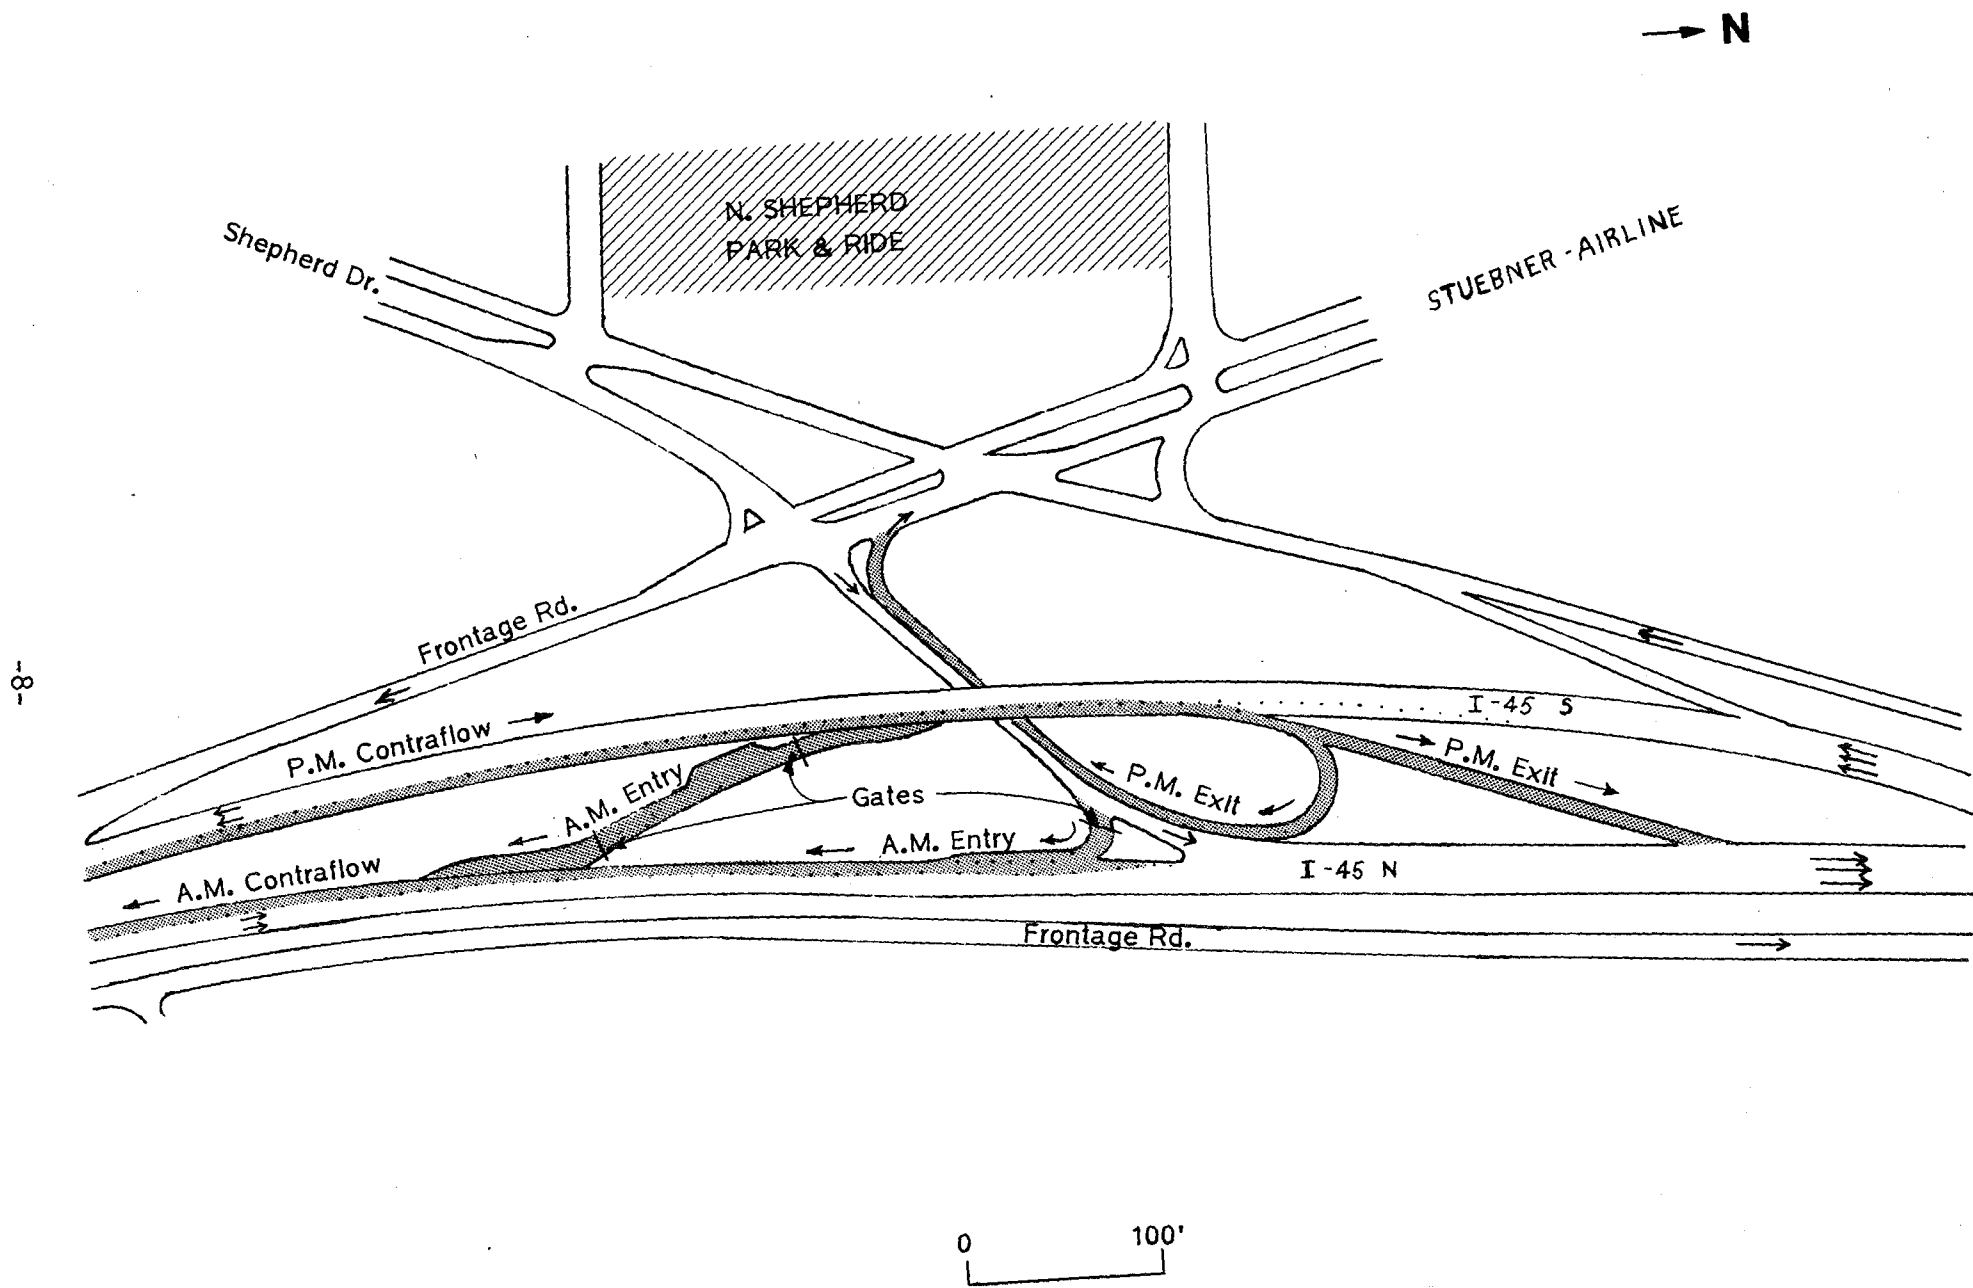 N
N. SHEPHERD
PARK & RIDE
Shepherd Dr.
STUEBNER - AIRLINE
Frontage Rd.
-8-
I-45 S
P.M. Contraflow
P.M. Exit
P.M. Exit
A.M. Entry
Gates
A.M. Entry
A.M. Contraflow
I-45 N
Frontage Rd.
0 100'